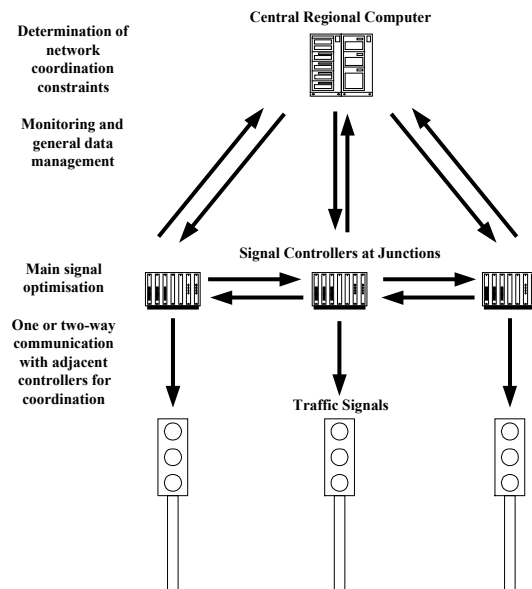 Central Regional Computer
Determination of
network
coordination
constraints
Monitoring and
general data
management
Signal Controllers at Junctions
Main signal
optimisation
One or two-way
communication
with adjacent
controllers for
coordination
Traffic Signals